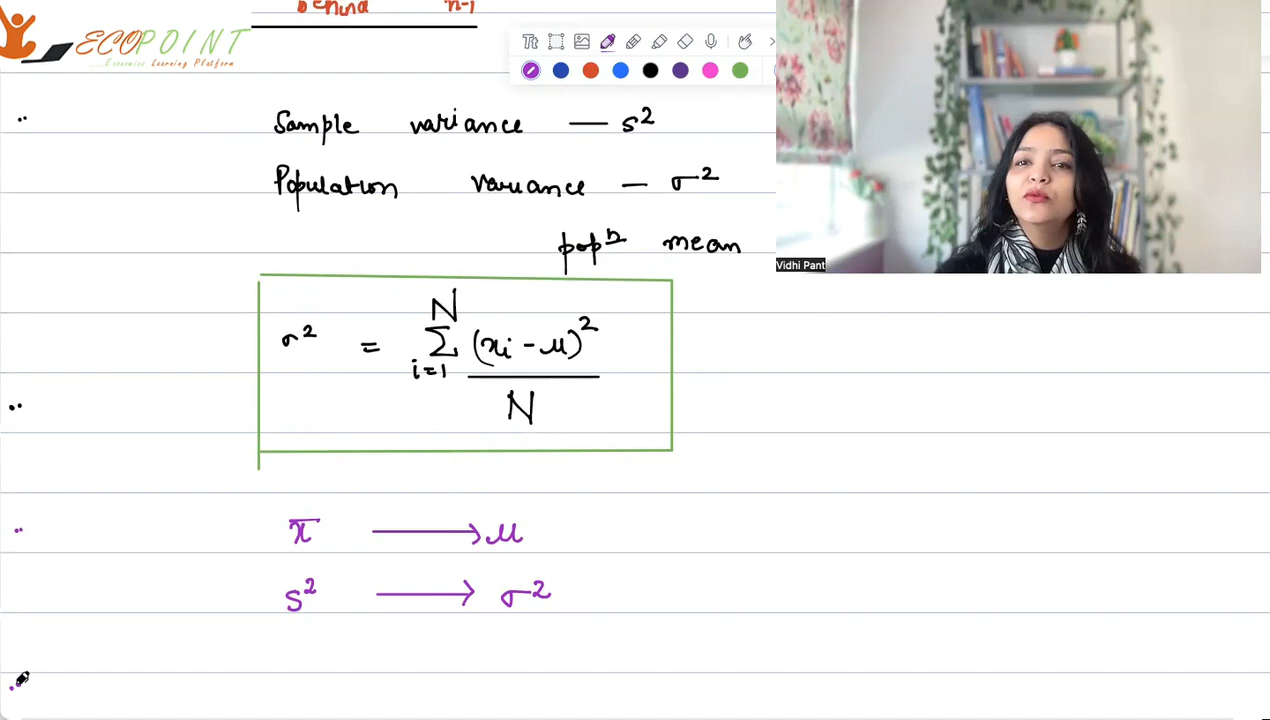 behind n-1
ECOPOINT
.....Economics Learning Platform
Tt
Sample variance — s²
Population variance — σ²
popⁿ mean
Vidhi Pant
σ² = N Σ i=1 (xi - μ)² / N
x̄ → μ
s² → σ²